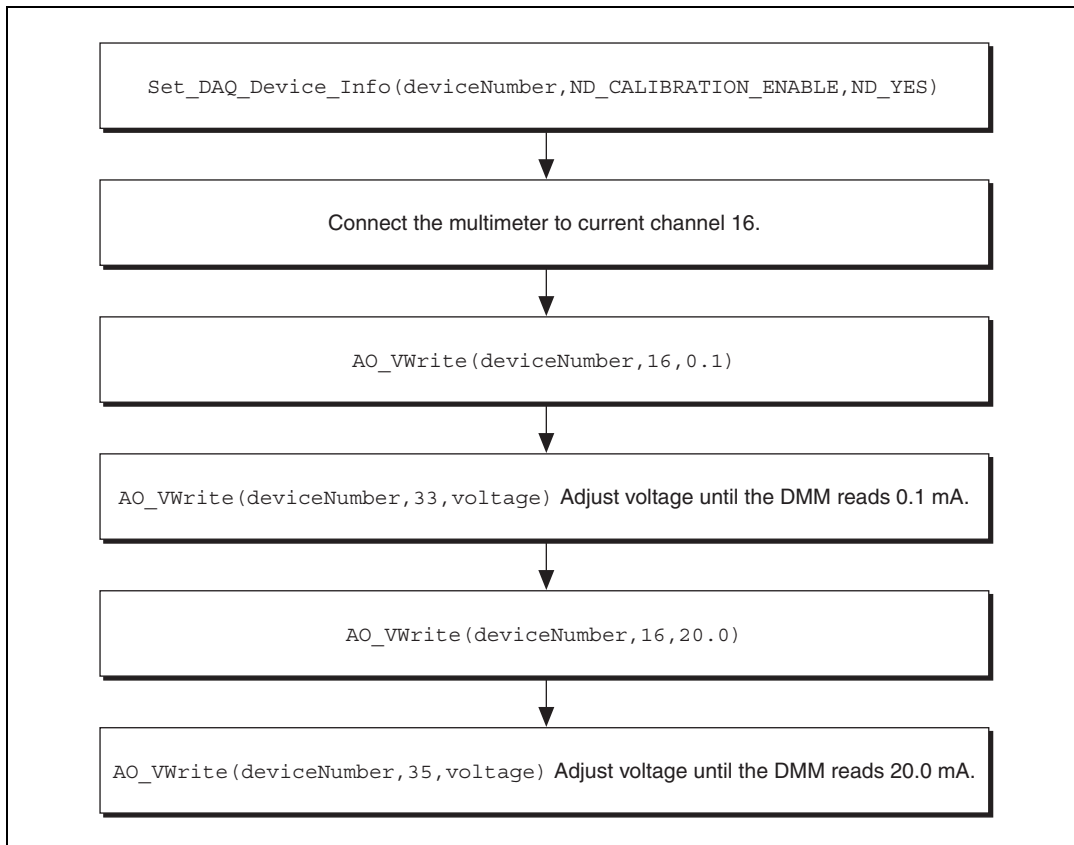 Set_DAQ_Device_Info(deviceNumber,ND_CALIBRATION_ENABLE,ND_YES)
Connect the multimeter to current channel 16.
AO_VWrite(deviceNumber,16,0.1)
AO_VWrite(deviceNumber,33,voltage) Adjust voltage until the DMM reads 0.1 mA.
AO_VWrite(deviceNumber,16,20.0)
AO_VWrite(deviceNumber,35,voltage) Adjust voltage until the DMM reads 20.0 mA.